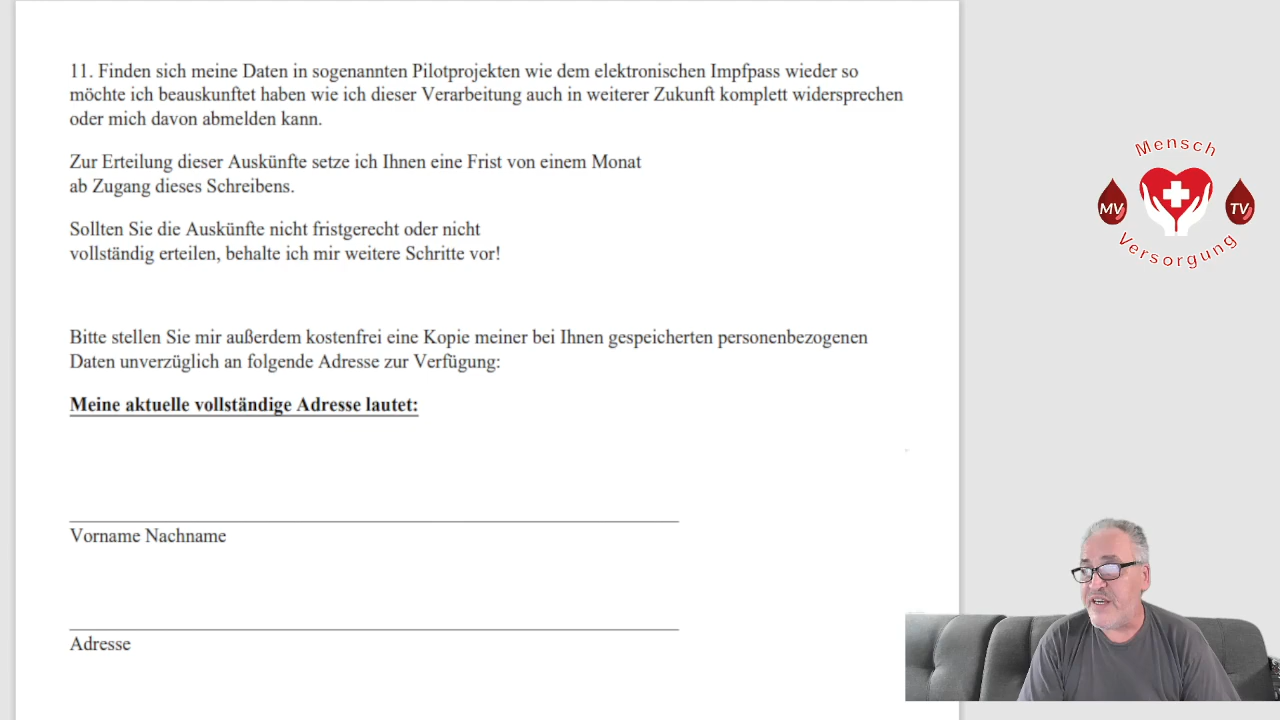 11. Finden sich meine Daten in sogenannten Pilotprojekten wie dem elektronischen Impfpass wieder so
möchte ich beauskunftet haben wie ich dieser Verarbeitung auch in weiterer Zukunft komplett widersprechen
oder mich davon abmelden kann.
Zur Erteilung dieser Auskünfte setze ich Ihnen eine Frist von einem Monat
ab Zugang dieses Schreibens.
Sollten Sie die Auskünfte nicht fristgerecht oder nicht
vollständig erteilen, behalte ich mir weitere Schritte vor!
Bitte stellen Sie mir außerdem kostenfrei eine Kopie meiner bei Ihnen gespeicherten personenbezogenen
Daten unverzüglich an folgende Adresse zur Verfügung:
Meine aktuelle vollständige Adresse lautet:
Vorname Nachname
Adresse
Mensch
MV TV
Versorgung